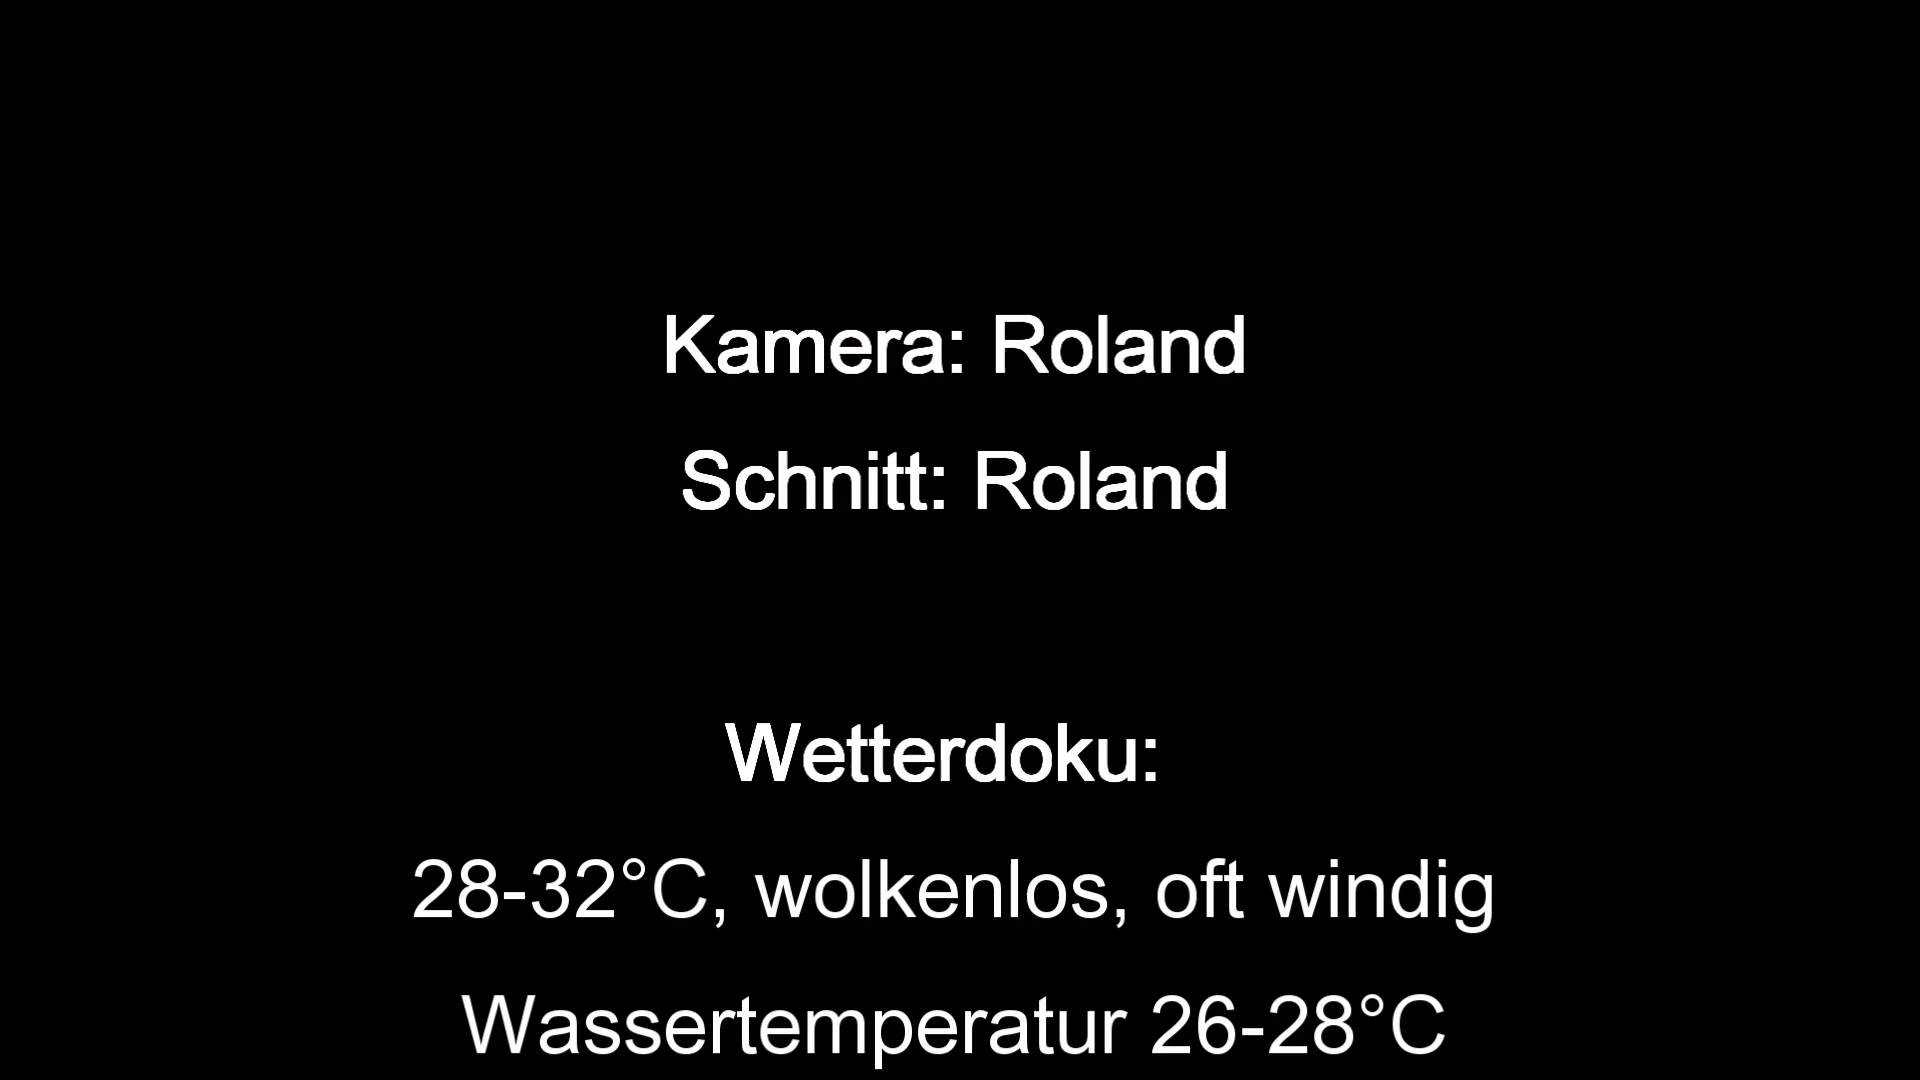 Kamera: Roland
Schnitt: Roland
Wetterdoku:
28-32°C, wolkenlos, oft windig
Wassertemperatur 26-28°C